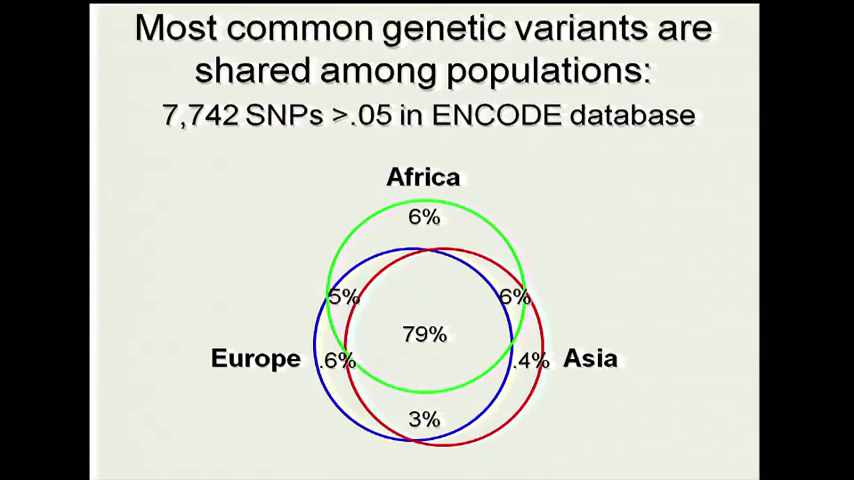 Most common genetic variants are
shared among populations:
7,742 SNPs >.05 in ENCODE database
Africa
6%
5%
6%
79%
Europe
.6%
.4%
Asia
3%